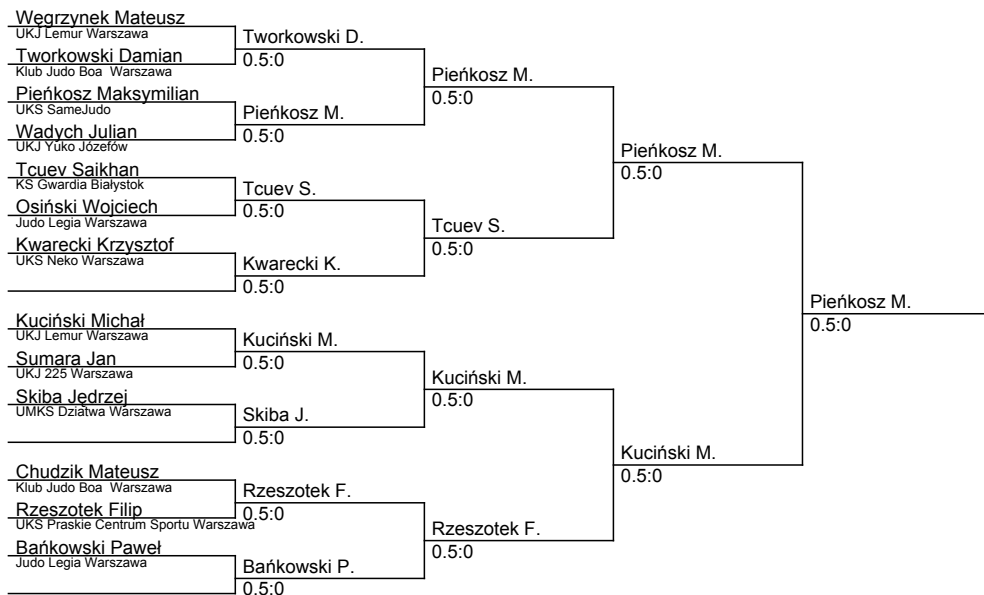 Węgrzynek Mateusz
UKJ Lemur Warszawa
Tworkowski Damian
Klub Judo Boa Warszawa
Pieńkosz Maksymilian
UKS SameJudo
Wadych Julian
UKJ Yuko Józefów
Tcuev Saikhan
KS Gwardia Białystok
Osiński Wojciech
Judo Legia Warszawa
Kwarecki Krzysztof
UKS Neko Warszawa
Kuciński Michał
UKJ Lemur Warszawa
Sumara Jan
UKJ 225 Warszawa
Skiba Jędrzej
UMKS Dziatwa Warszawa
Chudzik Mateusz
Klub Judo Boa Warszawa
Rzeszotek Filip
UKS Praskie Centrum Sportu Warszawa
Bańkowski Paweł
Judo Legia Warszawa
Tworkowski D.
0.5:0
Pieńkosz M.
0.5:0
Tcuev S.
0.5:0
Kwarecki K.
0.5:0
Kuciński M.
0.5:0
Skiba J.
0.5:0
Rzeszotek F.
0.5:0
Bańkowski P.
0.5:0
Pieńkosz M.
0.5:0
Tcuev S.
0.5:0
Kuciński M.
0.5:0
Rzeszotek F.
0.5:0
Pieńkosz M.
0.5:0
Kuciński M.
0.5:0
Pieńkosz M.
0.5:0